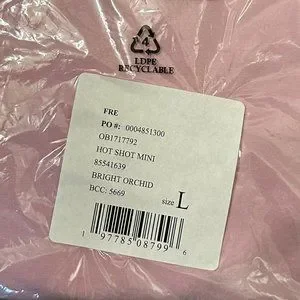 4
LDPE
RECYCLABLE
FRE
PO #: 0004851300
OB1717792
HOT SHOT MINI
85541639
BRIGHT ORCHID
BCC: 5669
size L
1 97785 08799 6